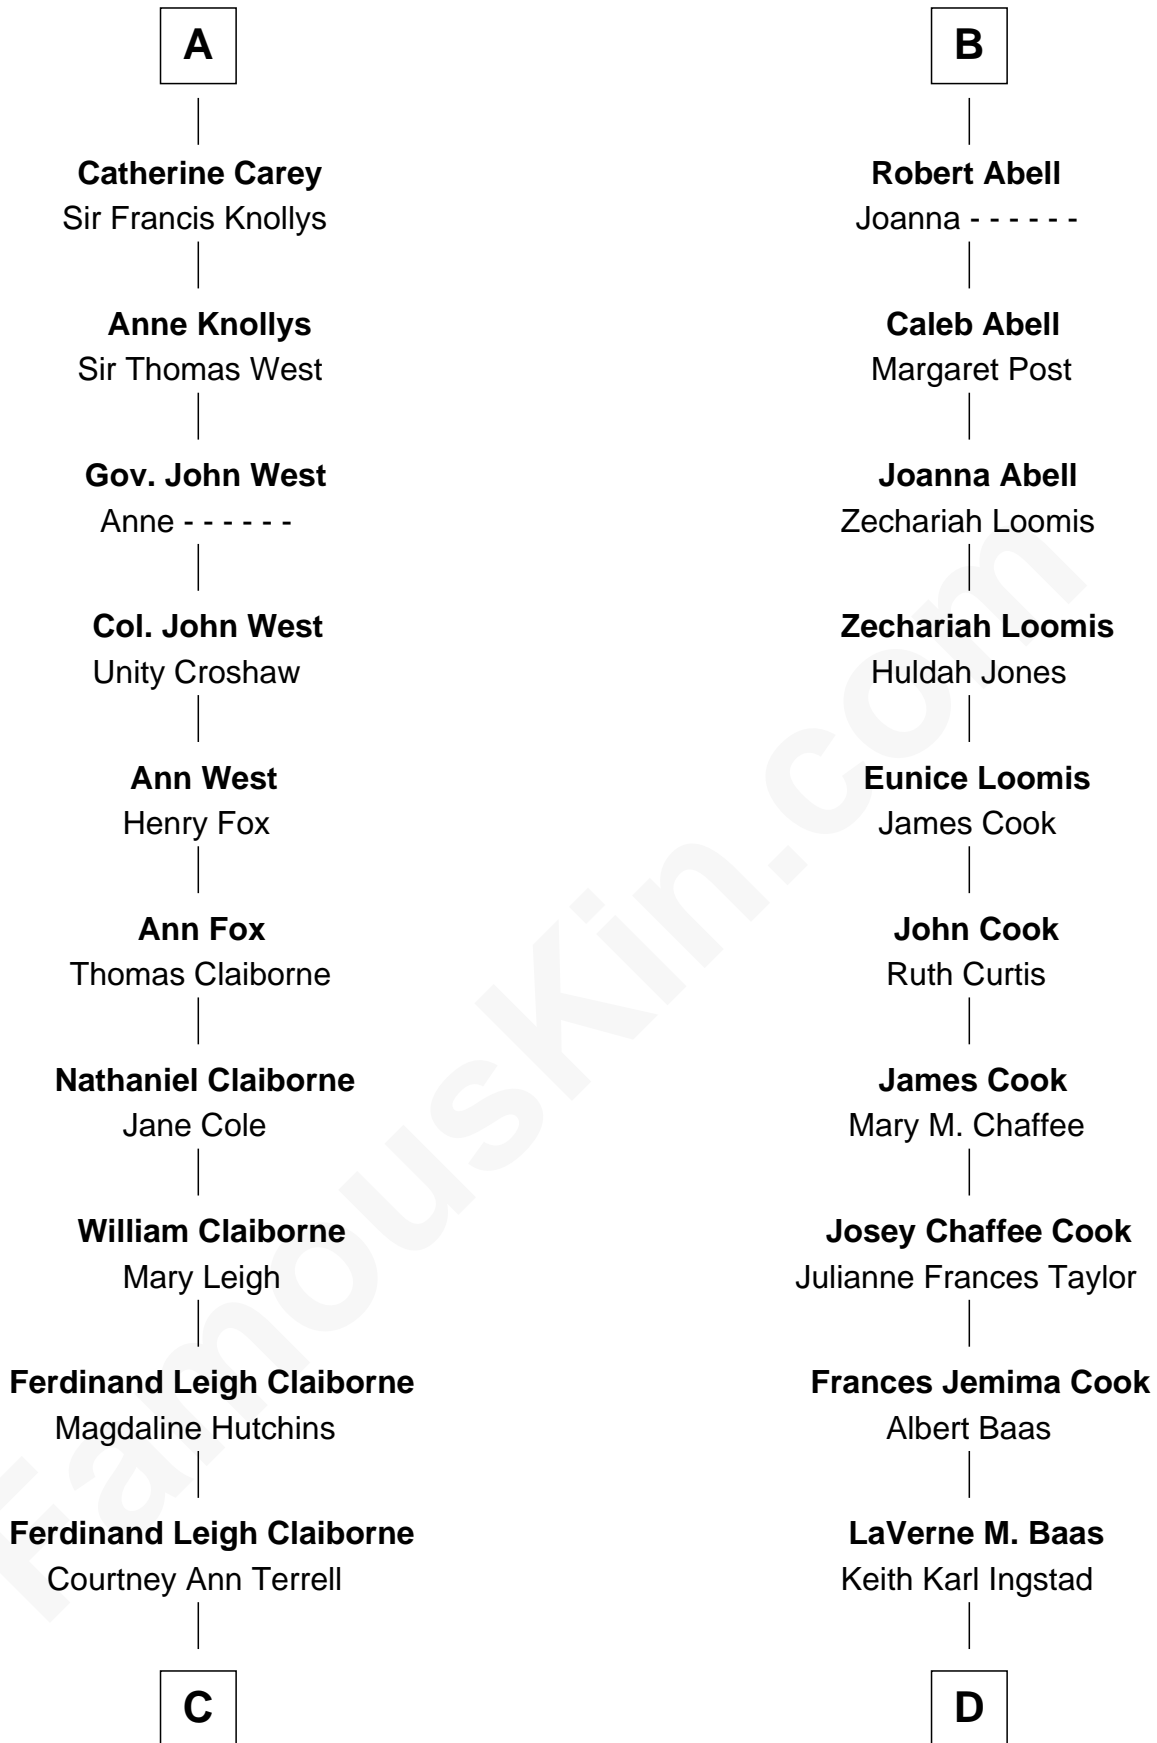 A
Catherine Carey
Sir Francis Knollys
Anne Knollys
Sir Thomas West
Gov. John West
Anne - - - - - -
Col. John West
Unity Croshaw
Ann West
Henry Fox
Ann Fox
Thomas Claiborne
Nathaniel Claiborne
Jane Cole
William Claiborne
Mary Leigh
Ferdinand Leigh Claiborne
Magdaline Hutchins
Ferdinand Leigh Claiborne
Courtney Ann Terrell
C
B
Robert Abell
Joanna - - - - - -
Caleb Abell
Margaret Post
Joanna Abell
Zechariah Loomis
Zechariah Loomis
Huldah Jones
Eunice Loomis
James Cook
John Cook
Ruth Curtis
James Cook
Mary M. Chaffee
Josey Chaffee Cook
Julianne Frances Taylor
Frances Jemima Cook
Albert Baas
LaVerne M. Baas
Keith Karl Ingstad
D
FamousKin.com